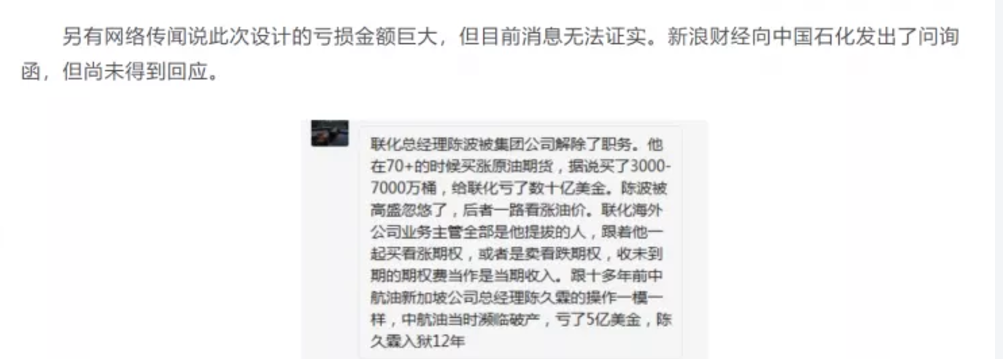 另有网络传闻说此次设计的亏损金额巨大，但目前消息无法证实。新浪财经向中国石化发出了问询
函，但尚未得到回应。
联化总经理陈波被集团公司解除了职务。他
在70+的时候买涨原油期货，据说买了3000-
7000万桶，给联化亏了数十亿美金。陈波被
高盛忽悠了，后者一路看涨油价。联化海外
公司业务主管全部是他提拔的人，跟着他一
起买看涨期权，或者是卖看跌期权，收未到
期的期权费当作是当期收入。跟十多年前中
航油新加坡公司总经理陈久霖的操作一模一
样，中航油当时濒临破产，亏了5亿美金，陈
久霖入狱12年